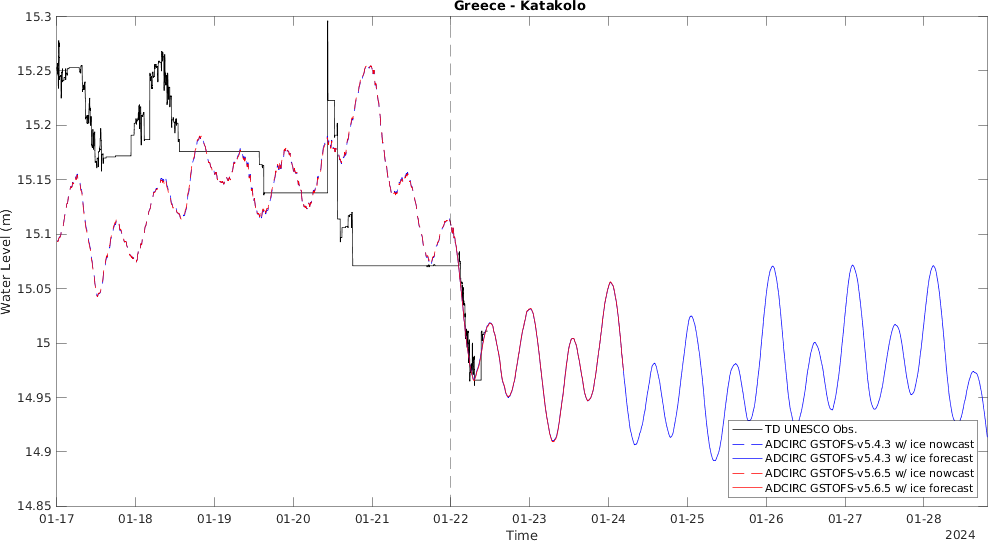 Greece - Katakolo
15.3
15.25
15.2
15.15
15.1
15.05
15
14.95
14.9
14.85
Water Level (m)
TD UNESCO Obs.
ADCIRC GSTOFS-v5.4.3 w/ ice nowcast
ADCIRC GSTOFS-v5.4.3 w/ ice forecast
ADCIRC GSTOFS-v5.6.5 w/ ice nowcast
ADCIRC GSTOFS-v5.6.5 w/ ice forecast
01-17 01-18 01-19 01-20 01-21 01-22 01-23 01-24 01-25 01-26 01-27 01-28
Time
2024